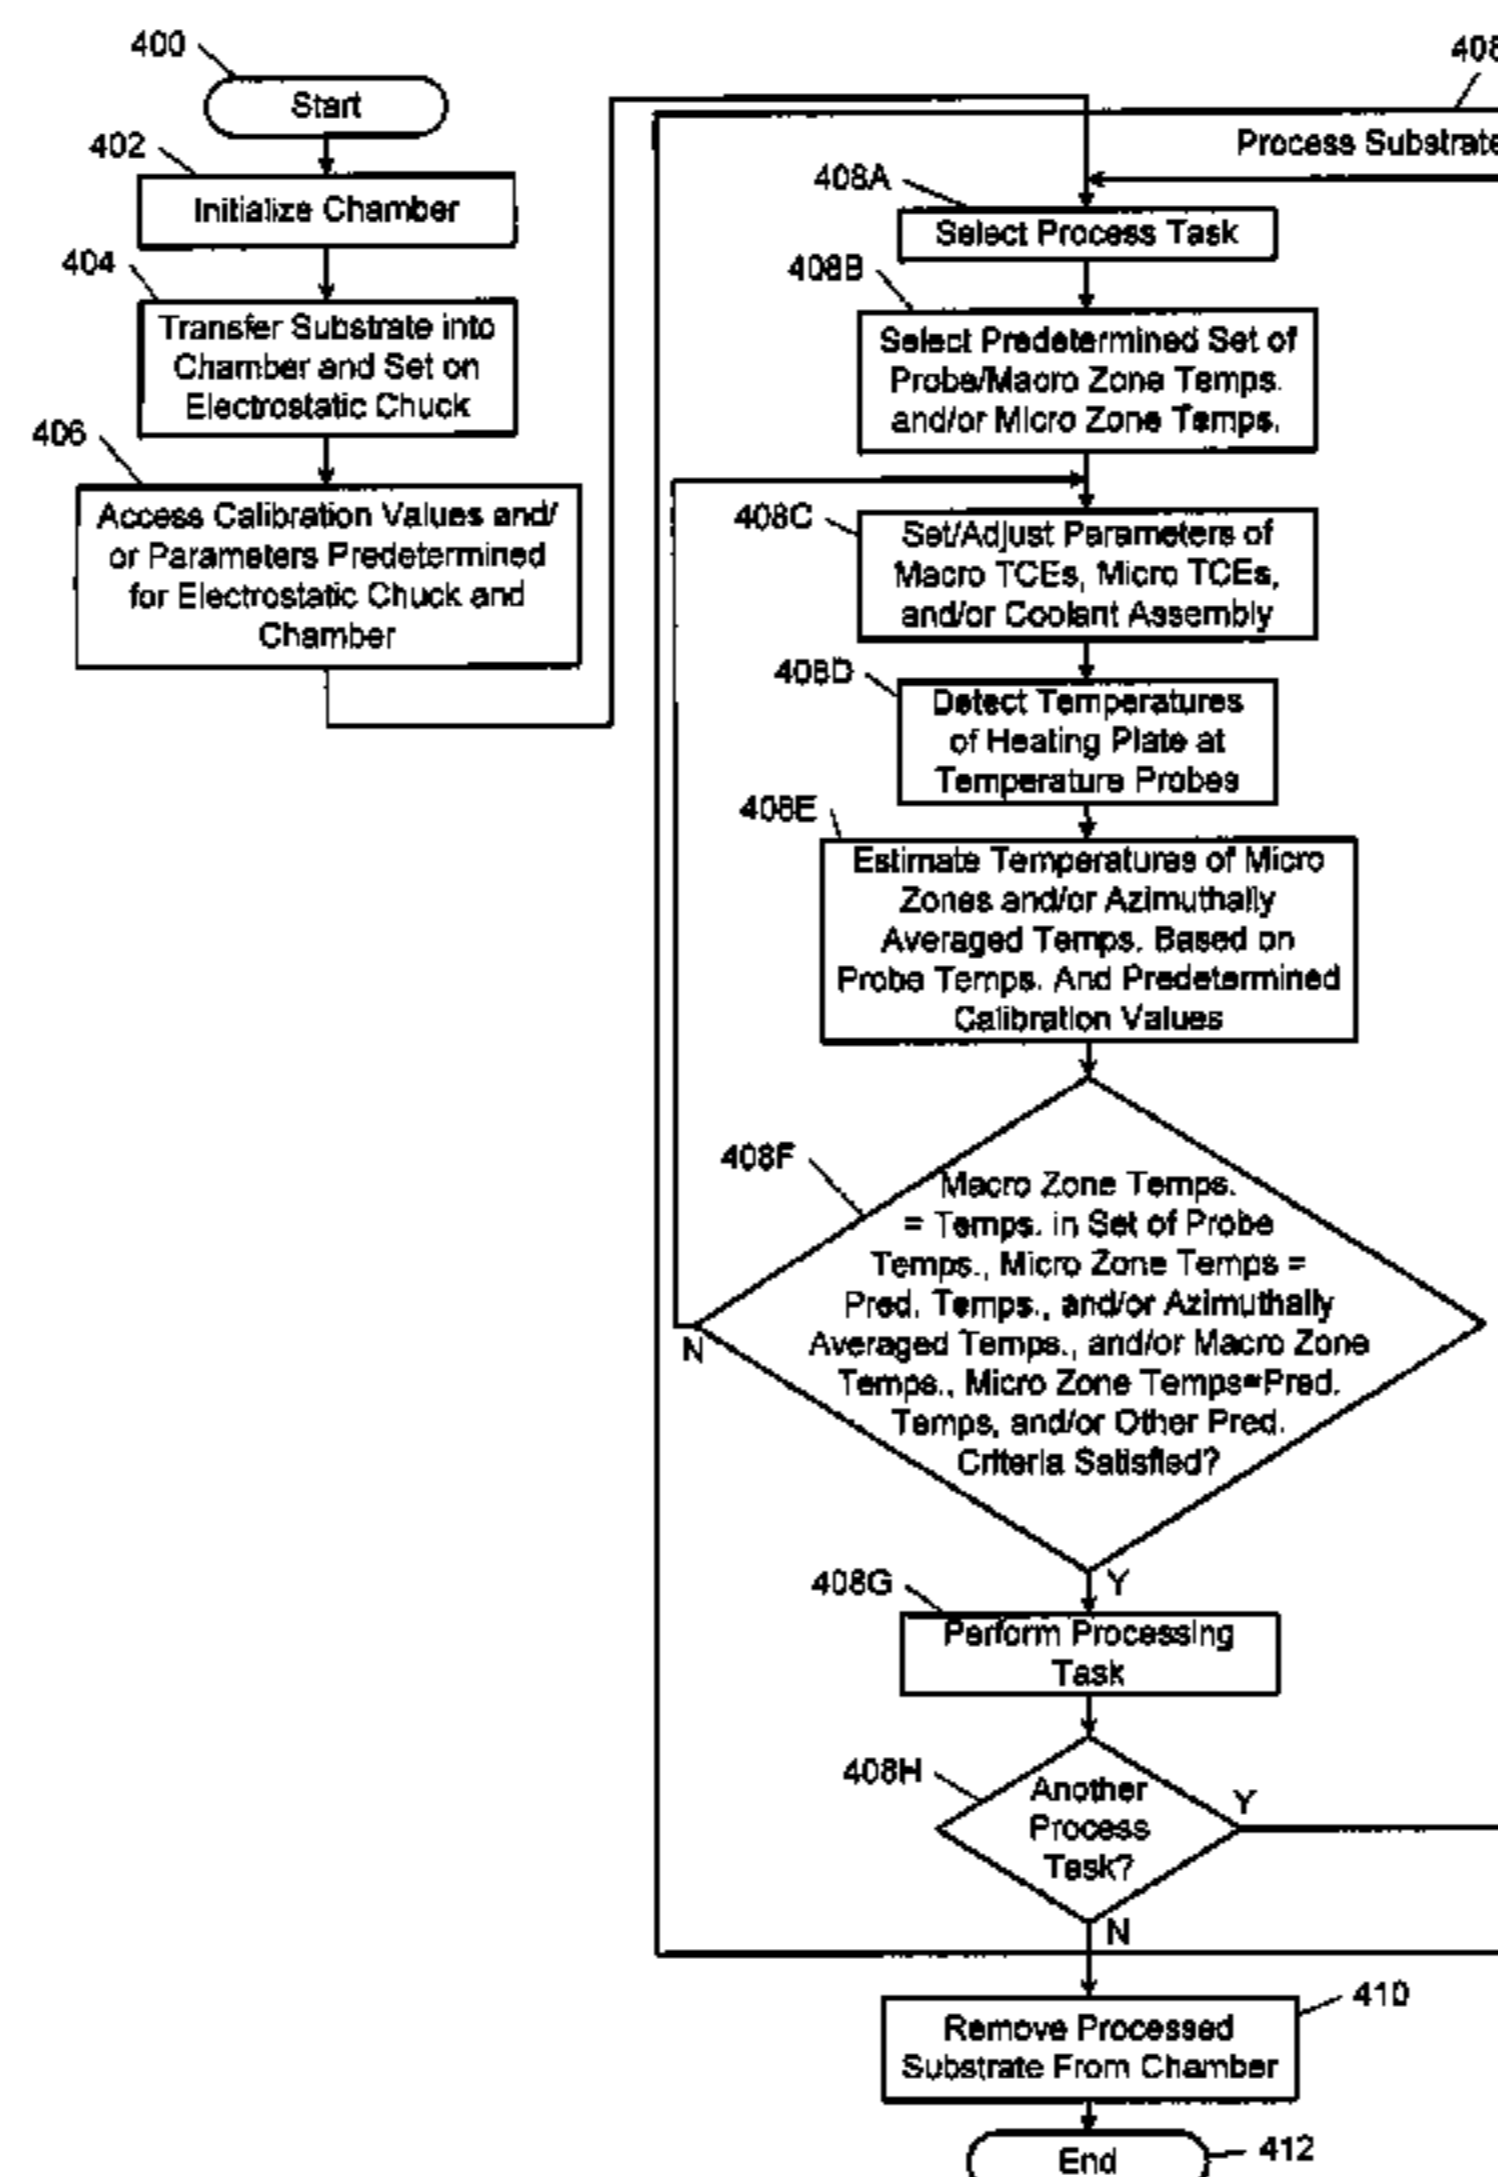 400
Start
402
Initialize Chamber
404
Transfer Substrate into
Chamber and Set on
Electrostatic Chuck
406
Access Calibration Values and/
or Parameters Predetermined
for Electrostatic Chuck and
Chamber
408
Process Substrate
408A
Select Process Task
408B
Select Predetermined Set of
Probe/Macro Zone Temps.
and/or Micro Zone Temps.
408C
Set/Adjust Parameters of
Macro TCEs, Micro TCEs,
and/or Coolant Assembly
408D
Detect Temperatures
of Heating Plate at
Temperature Probes
408E
Estimate Temperatures of Micro
Zones and/or Azimuthally
Averaged Temps. Based on
Probe Temps. And Predetermined
Calibration Values
408F
Macro Zone Temps.
= Temps. in Set of Probe
Temps., Micro Zone Temps =
Pred. Temps., and/or Azimuthally
Averaged Temps., and/or Macro Zone
Temps., Micro Zone Temps=Pred.
Temps, and/or Other Pred.
Criteria Satisfied?
N
Y
408G
Perform Processing
Task
408H
Another
Process
Task?
Y
N
410
Remove Processed
Substrate From Chamber
End
412